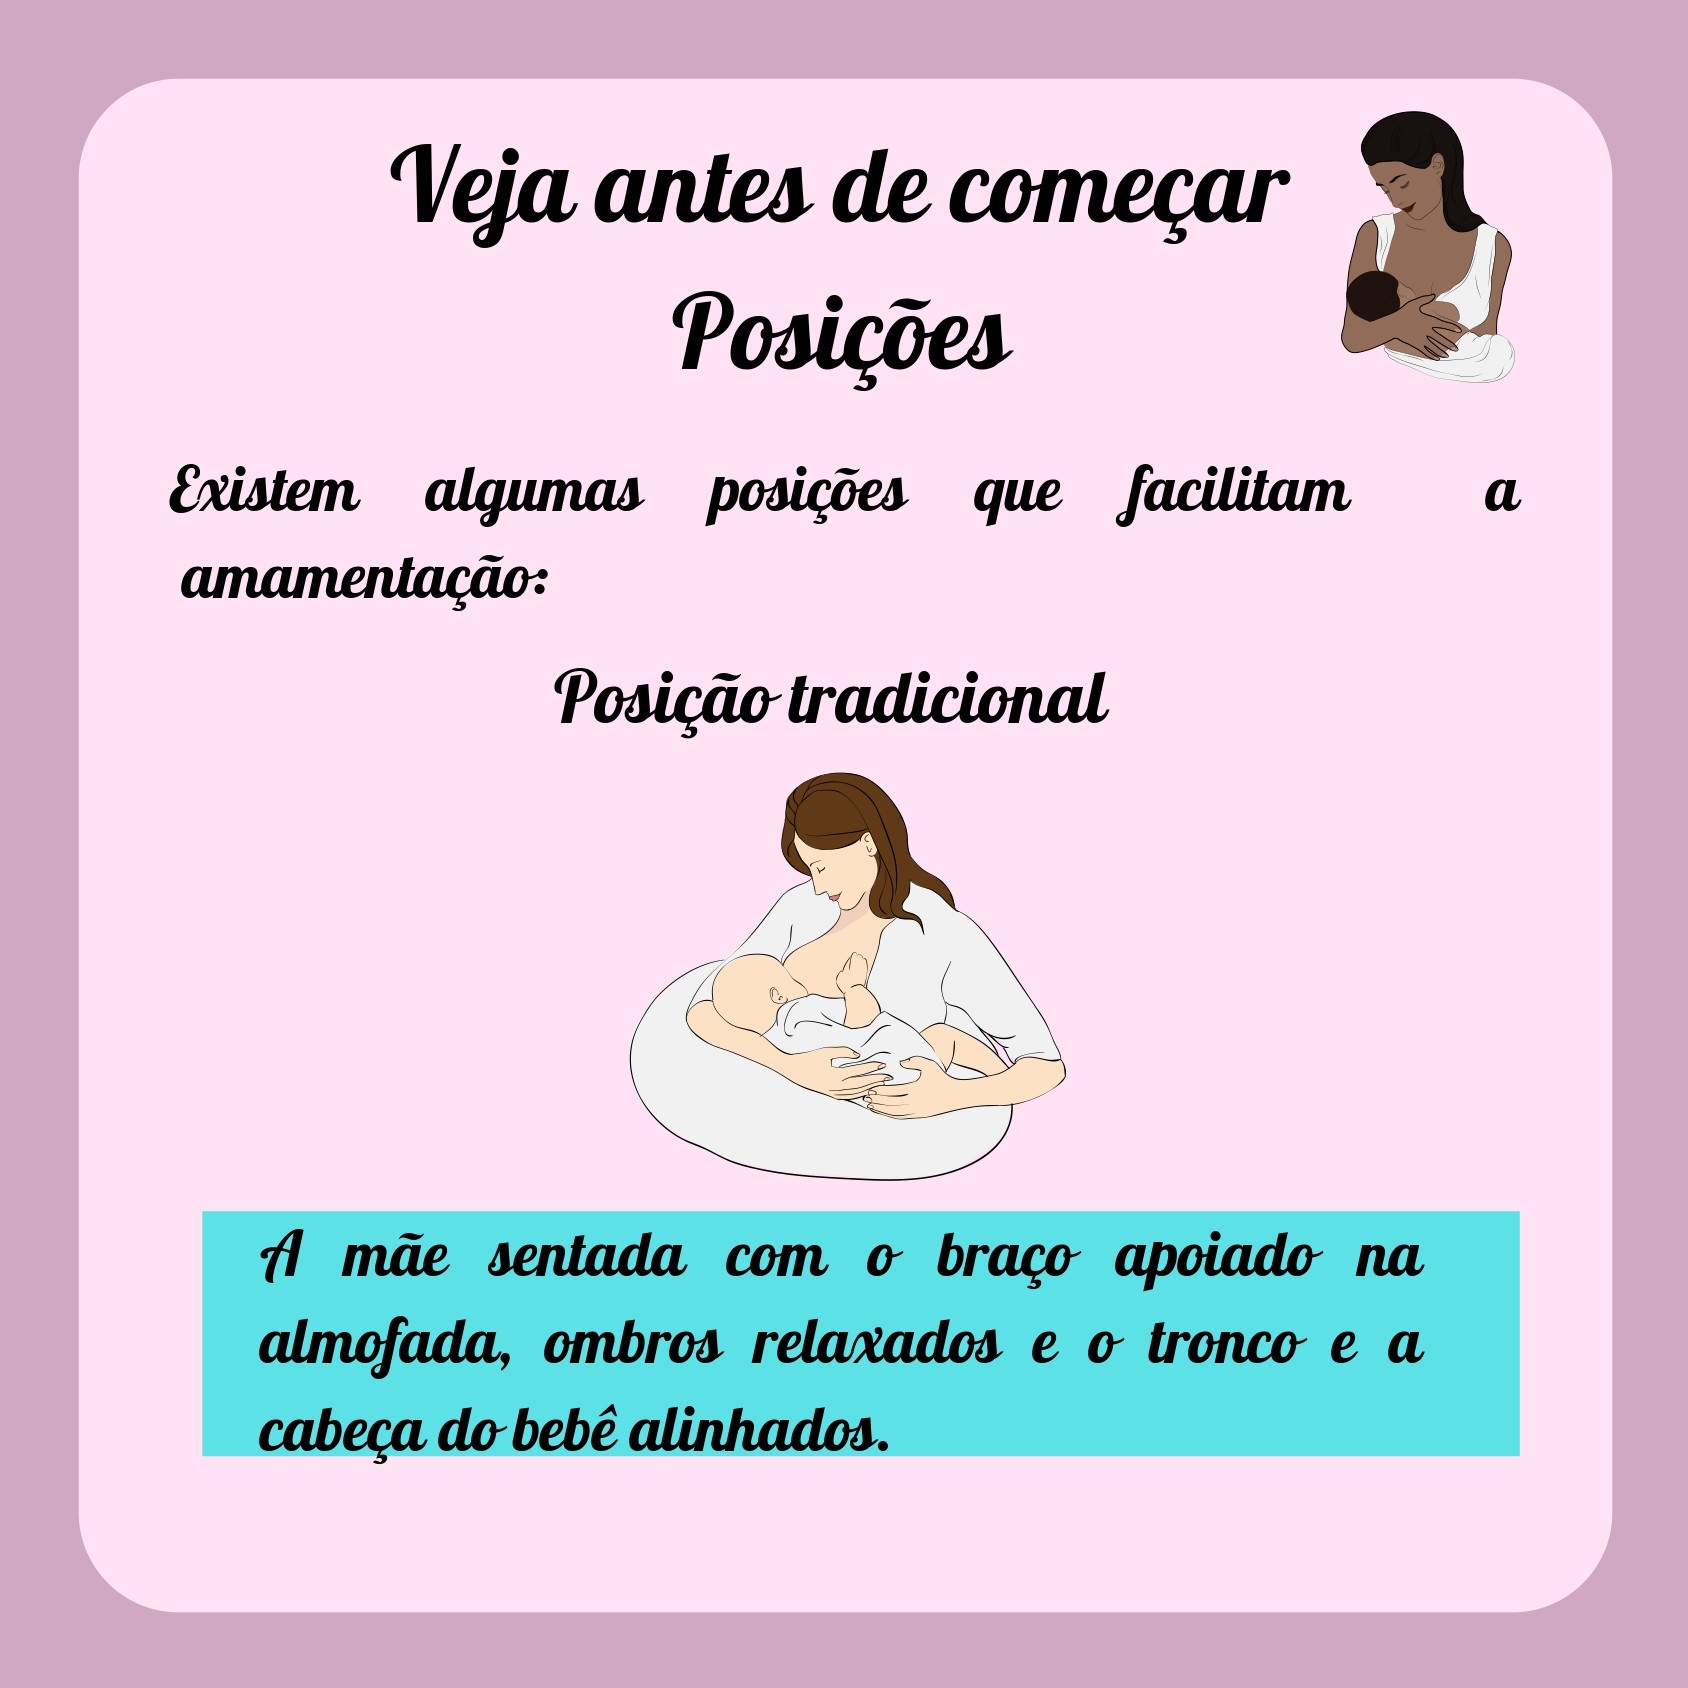 Veja antes de começar
Posições
Existem algumas posições que facilitam a
amamentação:
Posição tradicional
A mãe sentada com o braço apoiado na
almofada, ombros relaxados e o tronco e a
cabeça do bebê alinhados.